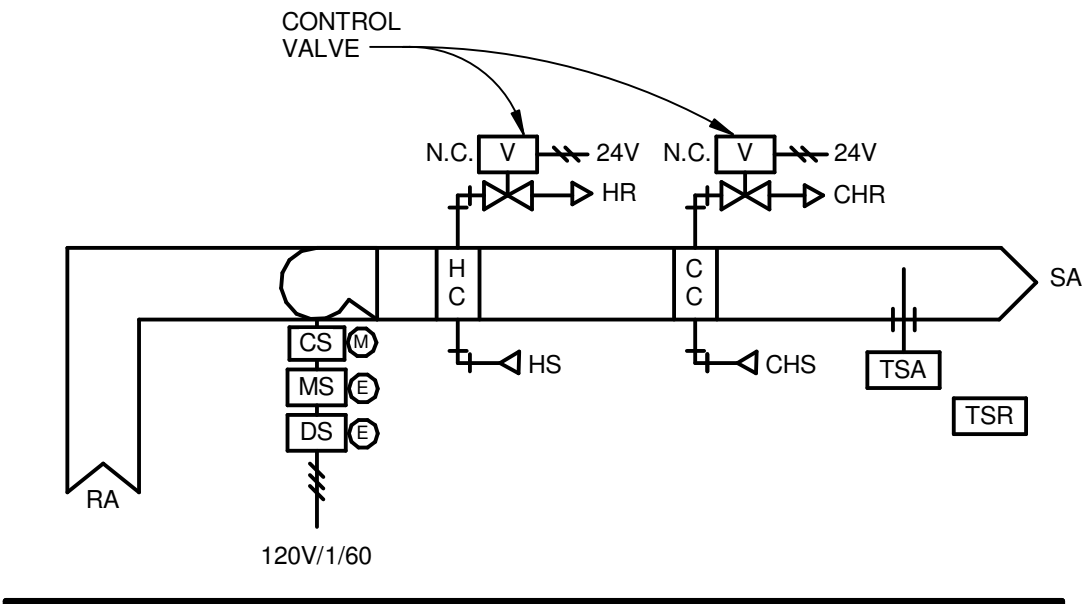 CONTROL
VALVE
N.C. V 24V
N.C. V 24V
HR
CHR
H
C
C
C
SA
CS M
HS
CHS
TSA
MS E
TSR
DS E
RA
120V/1/60